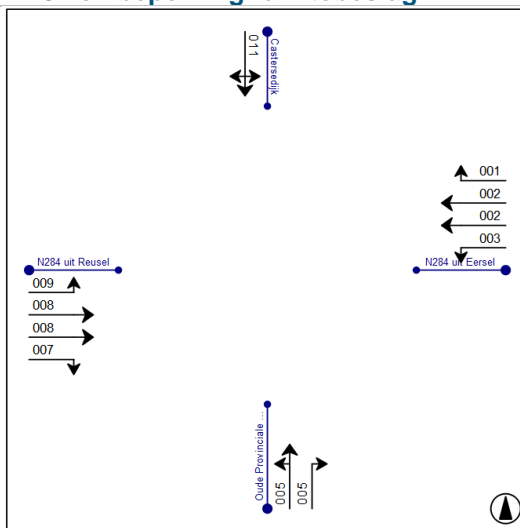 011
Castersedijk
001
002
002
003
N284 uit Reusel
N284 uit Eersel
009
008
008
007
Oude Provinciale ...
005
005